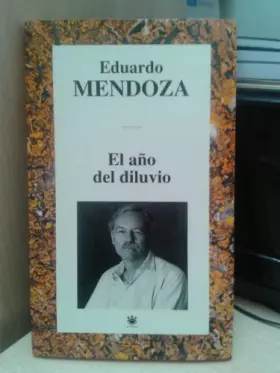 Eduardo
MENDOZA
El año
del diluvio